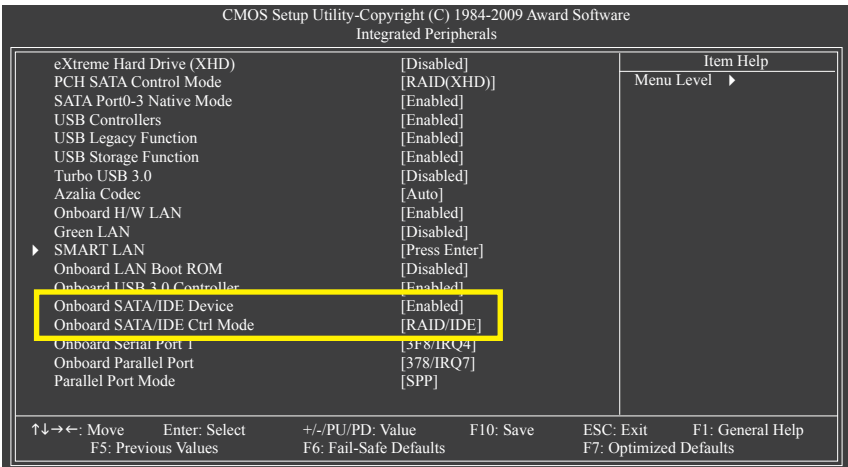 CMOS Setup Utility-Copyright (C) 1984-2009 Award Software
Integrated Peripherals
eXtreme Hard Drive (XHD) [Disabled] Item Help
PCH SATA Control Mode [RAID(XHD)] Menu Level ▶
SATA Port0-3 Native Mode [Enabled]
USB Controllers [Enabled]
USB Legacy Function [Enabled]
USB Storage Function [Enabled]
Turbo USB 3.0 [Disabled]
Azalia Codec [Auto]
Onboard H/W LAN [Enabled]
Green LAN [Disabled]
▶ SMART LAN [Press Enter]
Onboard LAN Boot ROM [Disabled]
Onboard USB 3.0 Controller [Enabled]
Onboard SATA/IDE Device [Enabled]
Onboard SATA/IDE Ctrl Mode [RAID/IDE]
Onboard Serial Port 1 [3F8/IRQ4]
Onboard Parallel Port [378/IRQ7]
Parallel Port Mode [SPP]
↑↓→←: Move Enter: Select +/-/PU/PD: Value F10: Save ESC: Exit F1: General Help
F5: Previous Values F6: Fail-Safe Defaults F7: Optimized Defaults